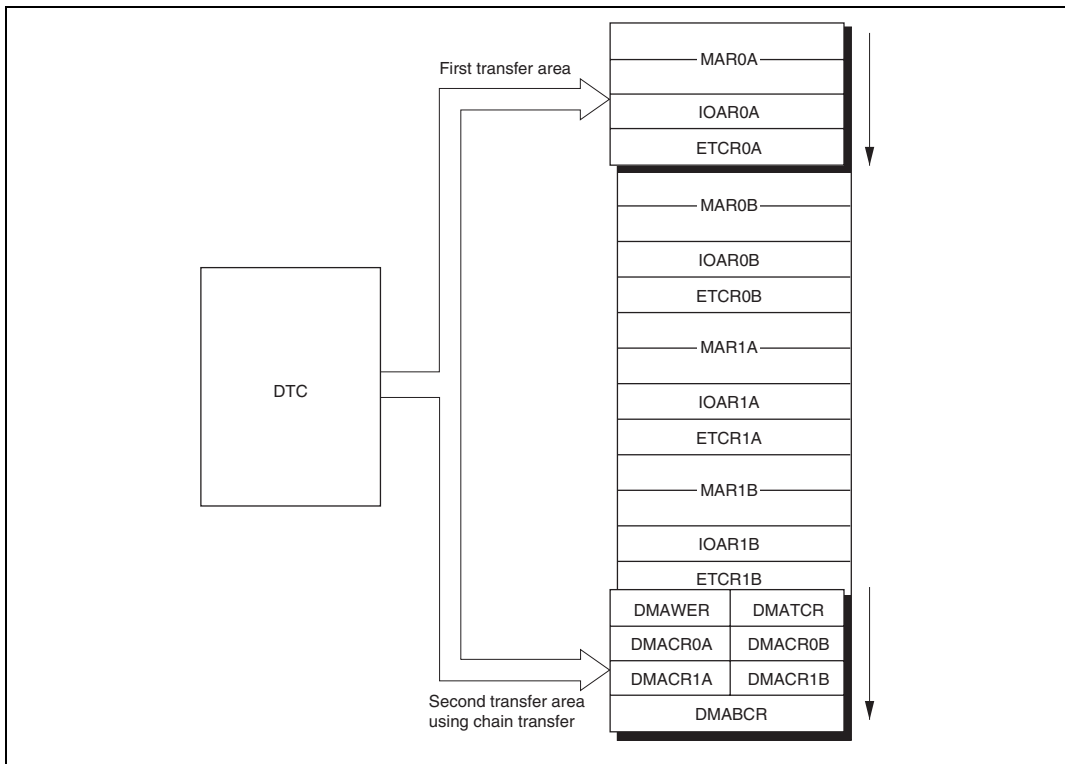 First transfer area
MAR0A
IOAR0A
ETCR0A
MAR0B
IOAR0B
ETCR0B
MAR1A
DTC
IOAR1A
ETCR1A
MAR1B
IOAR1B
ETCR1B
DMAWER DMATCR
DMACR0A DMACR0B
DMACR1A DMACR1B
Second transfer area
using chain transfer
DMABCR